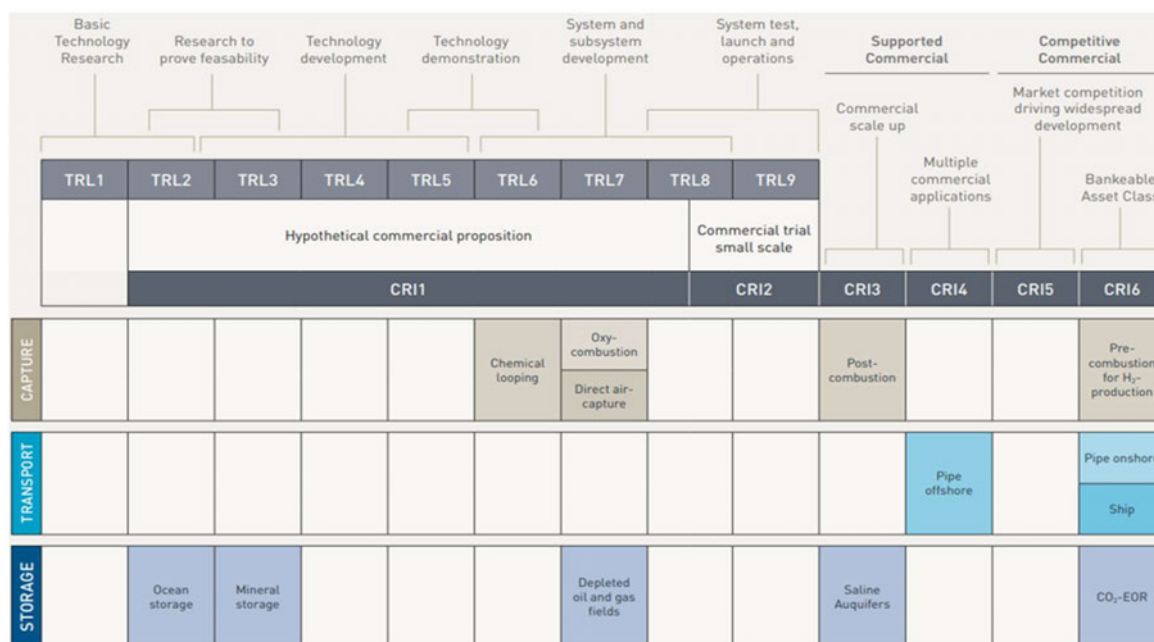 Basic
Technology
Research
Research to
prove feasability
Technology
development
Technology
demonstration
System and
subsystem
development
System test,
launch and
operations
Supported
Commercial
Competitive
Commercial
Commercial
scale up
Market competition
driving widespread
development
Multiple
commercial
applications
Bankeable
Asset Class
TRL1
TRL2
TRL3
TRL4
TRL5
TRL6
TRL7
TRL8
TRL9
Hypothetical commercial proposition
Commercial trial
small scale
CRI1
CRI2
CRI3
CRI4
CRI5
CRI6
CAPTURE
Chemical
looping
Oxy-
combustion
Direct air-
capture
Post-
combustion
Pre-
combustion
for H₂-
production
TRANSPORT
Pipe
offshore
Pipe onshore
Ship
STORAGE
Ocean
storage
Mineral
storage
Depleted
oil and gas
fields
Saline
Auquifers
CO₂-EOR